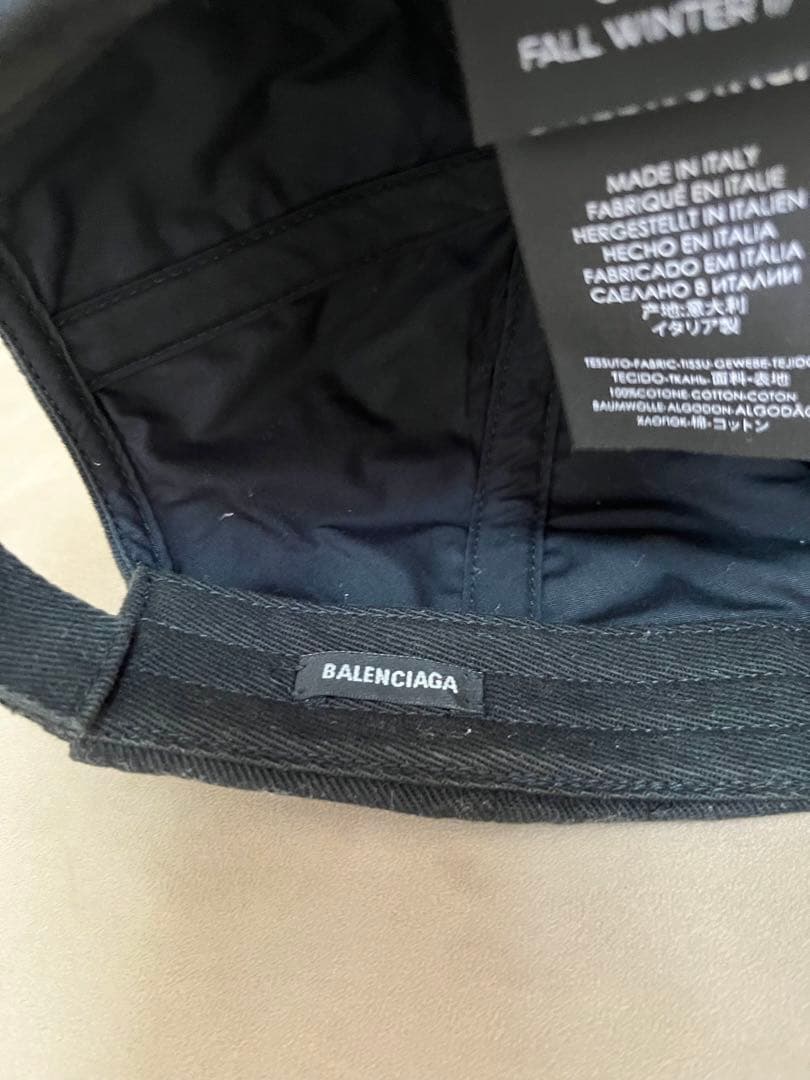 FALL WINTER 17
MADE IN ITALY
FABRIQUÉ EN ITALIE
HERGESTELLT IN ITALIEN
HECHO EN ITALIA
FABRICADO EM ITÁLIA
СДЕЛАНО В ИТАЛИИ
产地:意大利
イタリア製
TESSUTO-FABRIC-TISSU-GEWEBE-TEJIDO
TECIDO-ТКАНЬ-面料-表地
100%COTONE-COTTON-COTON
BAUMWOLLE-ALGODON-ALGODÃO
ХЛОПОК-棉-コットン
BALENCIAGA